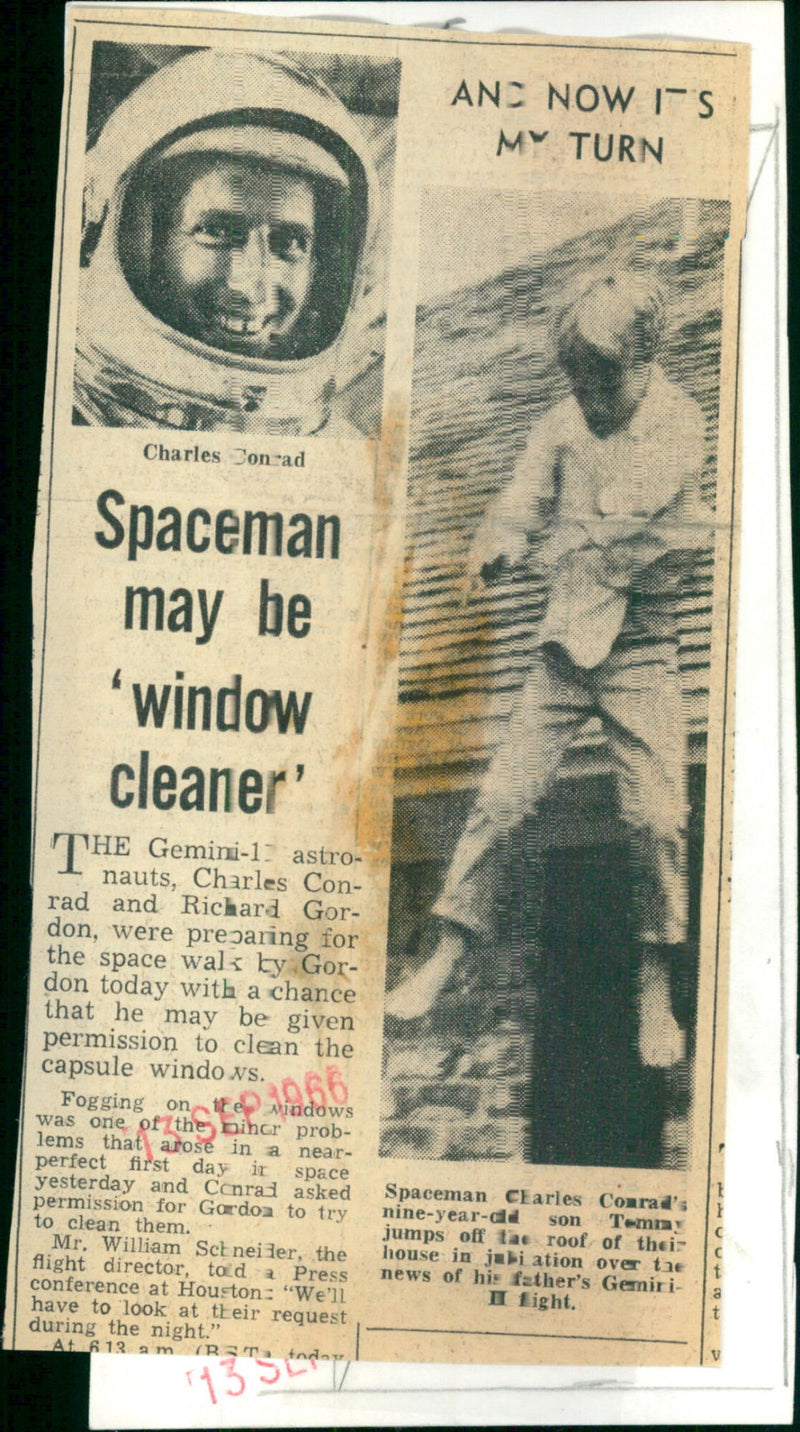 AND NOW IT'S
MY TURN
Charles Conrad
Spaceman
may be
‘window
cleaner’
THE Gemini-11 astro-
nauts, Charles Con-
rad and Richard Gor-
don, were preparing for
the space walk by Gor-
don today with a chance
that he may be given
permission to clean the
capsule windows.
Fogging on the windows
was one of the minor prob-
lems that arose in a near-
perfect first day in space
yesterday and Conrad asked
permission for Gordon to try
to clean them.
Mr. William Schneider, the
flight director, told a Press
conference at Houston: “We'll
have to look at their request
during the night.”
At 6.13 a.m. (BST) today
13 SEP 1966
Spaceman Charles Conrad's
nine-year-old son Tommy
jumps off the roof of their
house in jubilation over the
news of his father's Gemini-
11 flight.
13 SEP